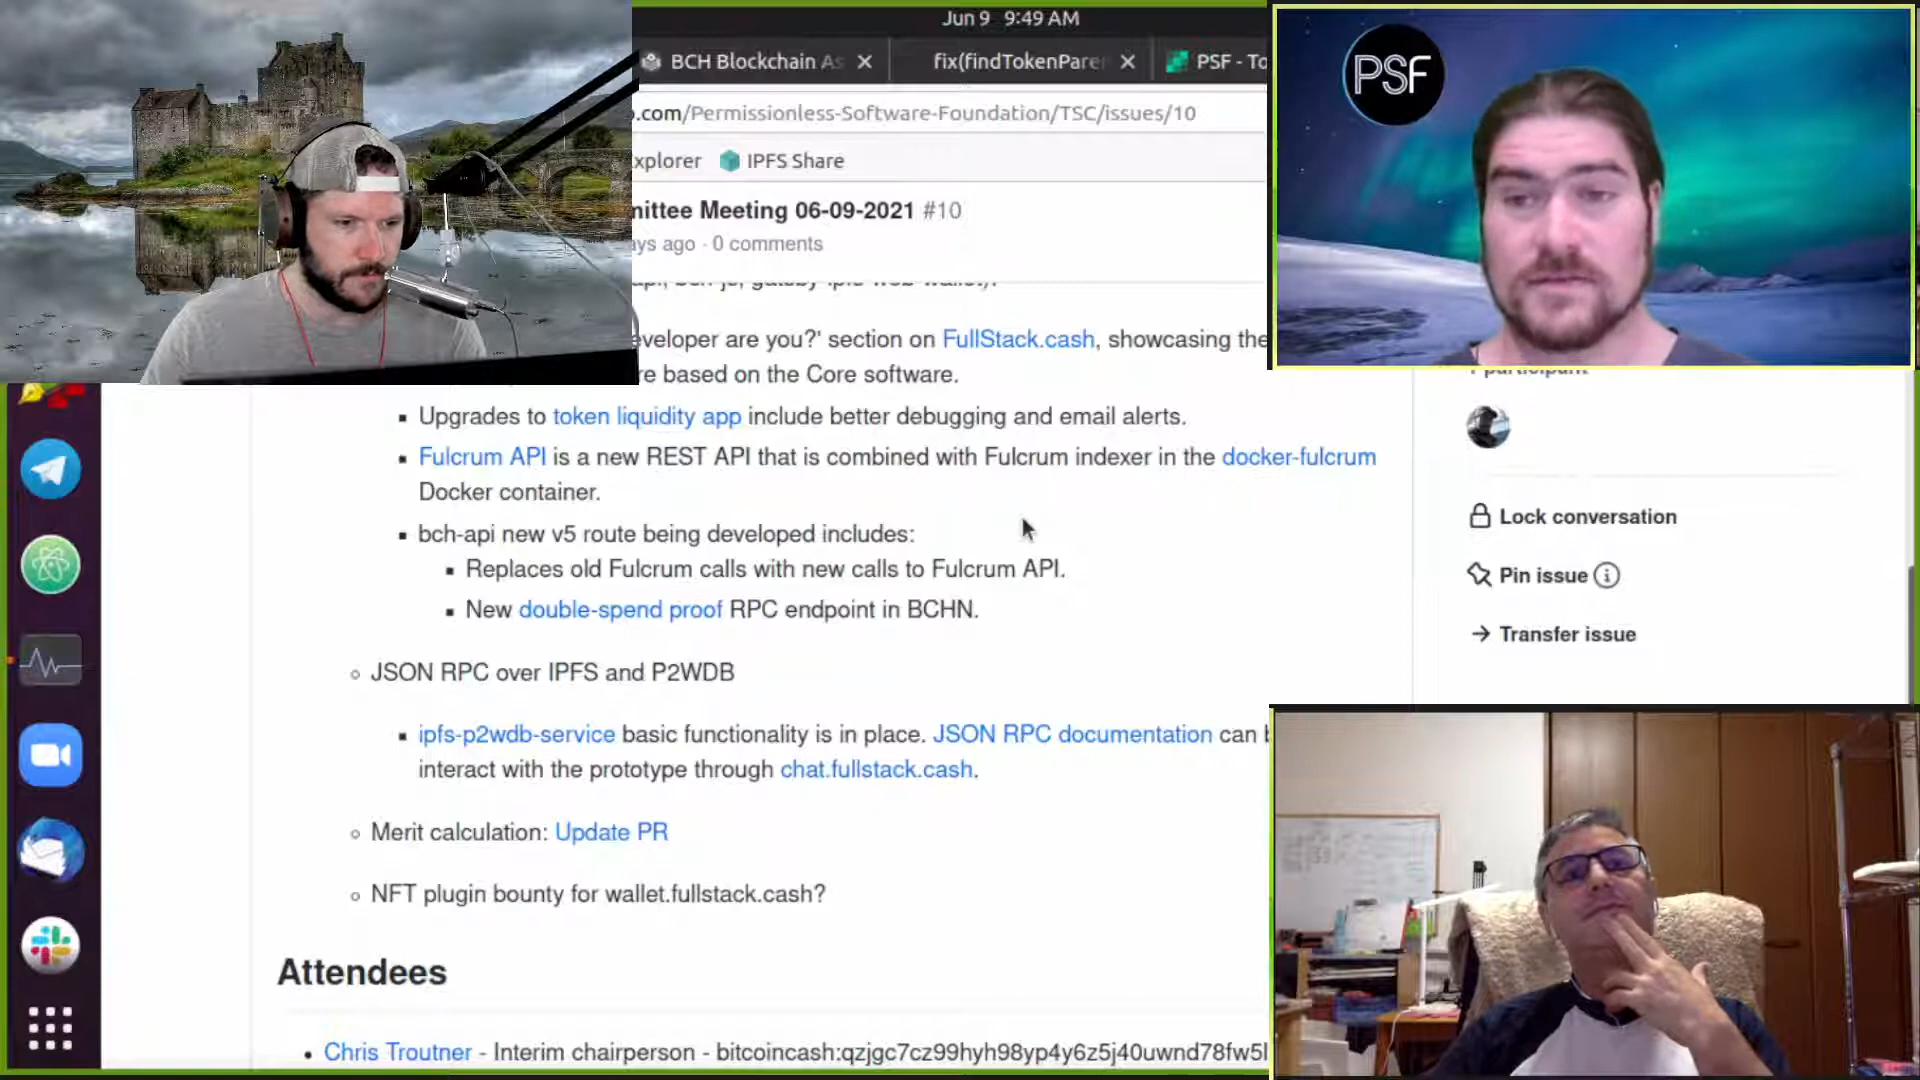 Jun 9 9:49 AM
BCH Blockchain As
fix(findTokenPare
PSF - To
.com/Permissionless-Software-Foundation/TSC/issues/10
xplorer
IPFS Share
PSF
mittee Meeting 06-09-2021 #10
ays ago · 0 comments
eveloper are you?' section on FullStack.cash, showcasing the
re based on the Core software.
Upgrades to token liquidity app include better debugging and email alerts.
Fulcrum API is a new REST API that is combined with Fulcrum indexer in the docker-fulcrum
Docker container.
bch-api new v5 route being developed includes:
Replaces old Fulcrum calls with new calls to Fulcrum API.
New double-spend proof RPC endpoint in BCHN.
JSON RPC over IPFS and P2WDB
ipfs-p2wdb-service basic functionality is in place. JSON RPC documentation can b
interact with the prototype through chat.fullstack.cash.
Merit calculation: Update PR
NFT plugin bounty for wallet.fullstack.cash?
Attendees
Chris Troutner - Interim chairperson - bitcoincash:qzjgc7cz99hyh98yp4y6z5j40uwnd78fw5l
participant
Lock conversation
Pin issue
Transfer issue